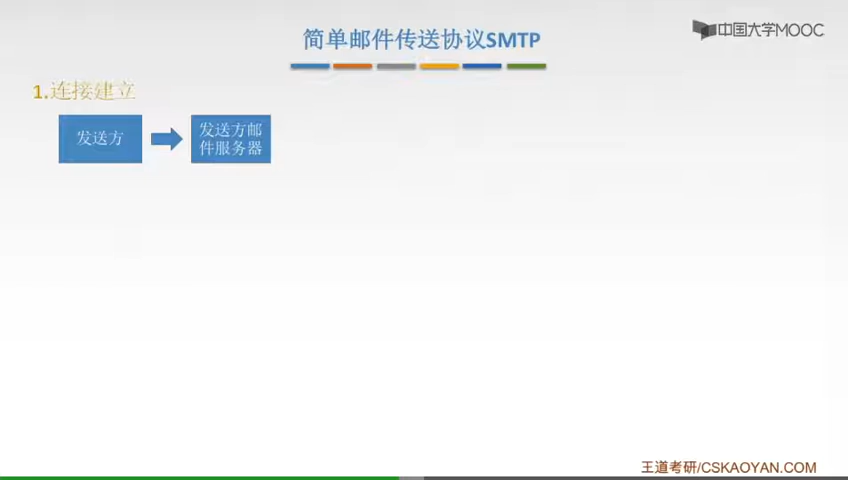 简单邮件传送协议SMTP
中国大学MOOC
1.连接建立
发送方
发送方邮
件服务器
王道考研/CSKAOYAN.COM